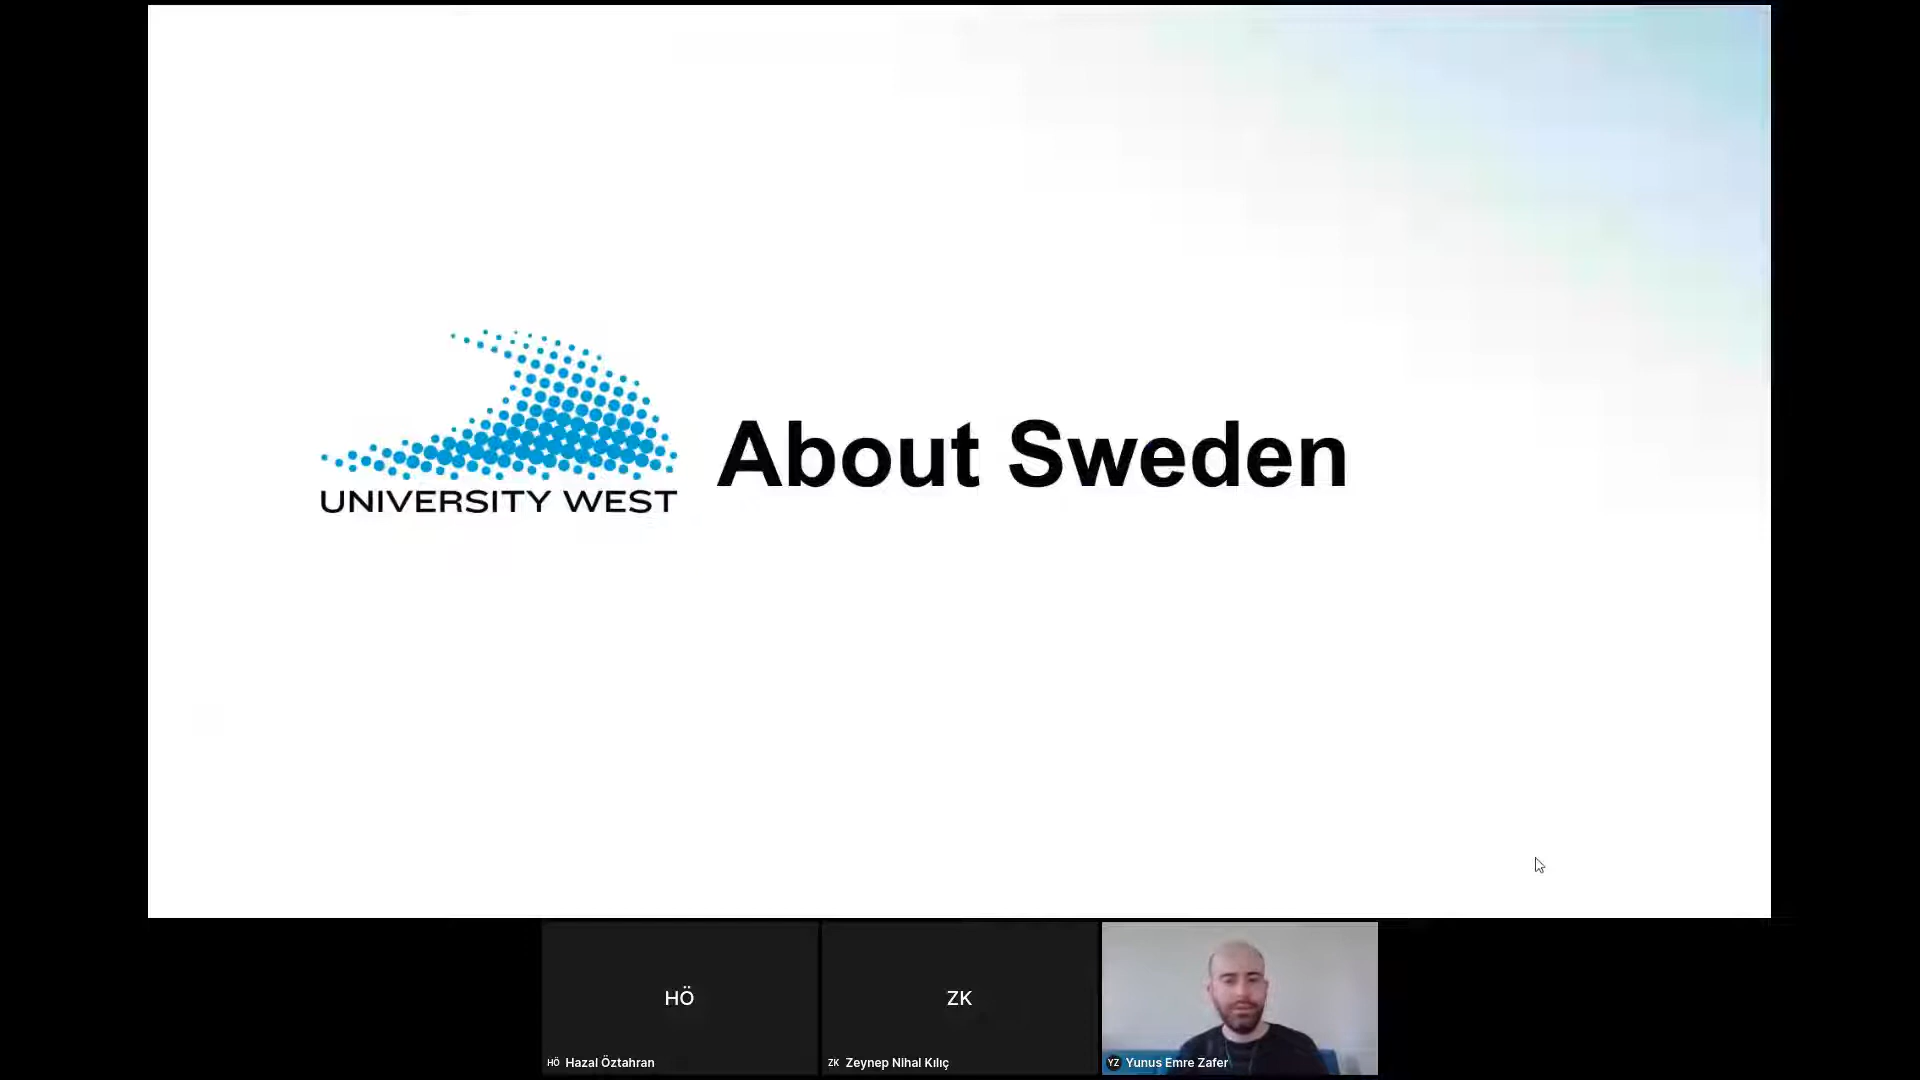 About Sweden
UNIVERSITY WEST
HÖ
ZK
HÖ Hazal Öztahran
ZK Zeynep Nihal Kılıç
YZ Yunus Emre Zafer